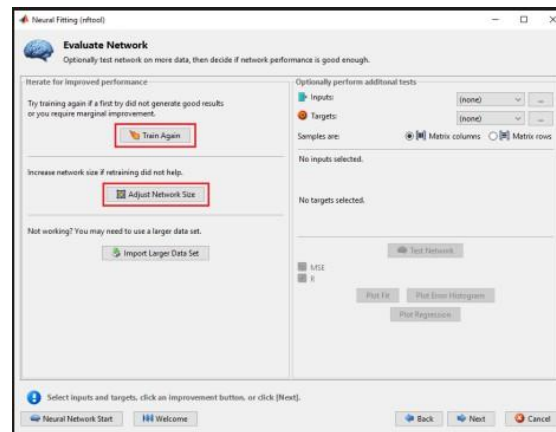 Neural Fitting (nftool)
Evaluate Network
Optionally test network on more data, then decide if network performance is good enough.
Iterate for improved performance
Try training again if a first try did not generate good results
or you require marginal improvement.
Train Again
Increase network size if retraining did not help.
Adjust Network Size
Not working? You may need to use a larger data set.
Import Larger Data Set
Optionally perform additonal tests
Inputs: (none) ...
Targets: (none) ...
Samples are: Matrix columns Matrix rows
No inputs selected.
No targets selected.
Test Network
MSE
R
Plot Fit Plot Error Histogram
Plot Regression
Select inputs and targets, click an improvement button, or click [Next].
Neural Network Start Welcome Back Next Cancel